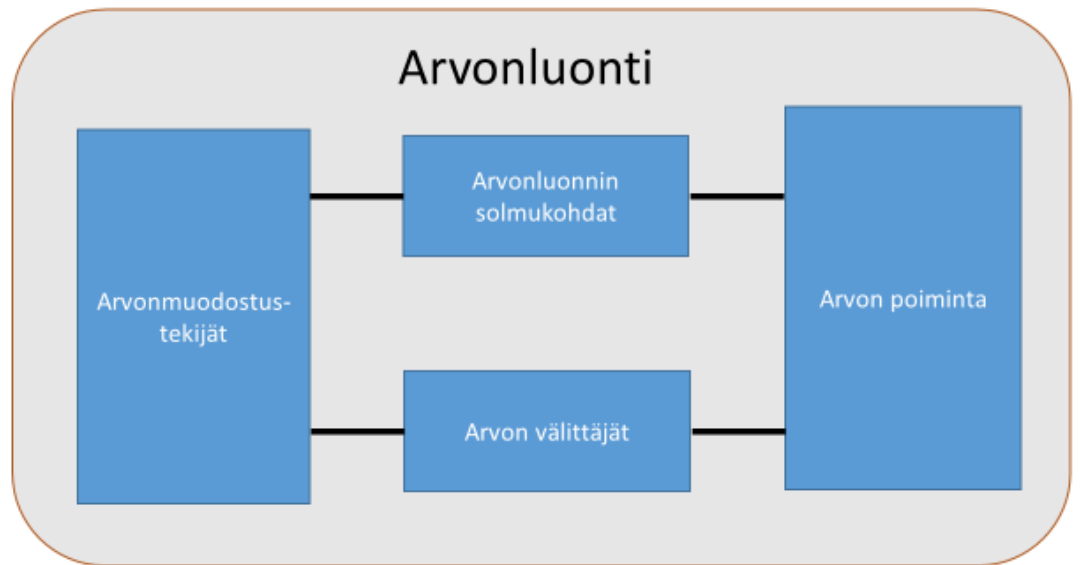 Arvonluonti
Arvonmuodostus-
tekijät
Arvonluonnin
solmukohdat
Arvon välittäjät
Arvon poiminta